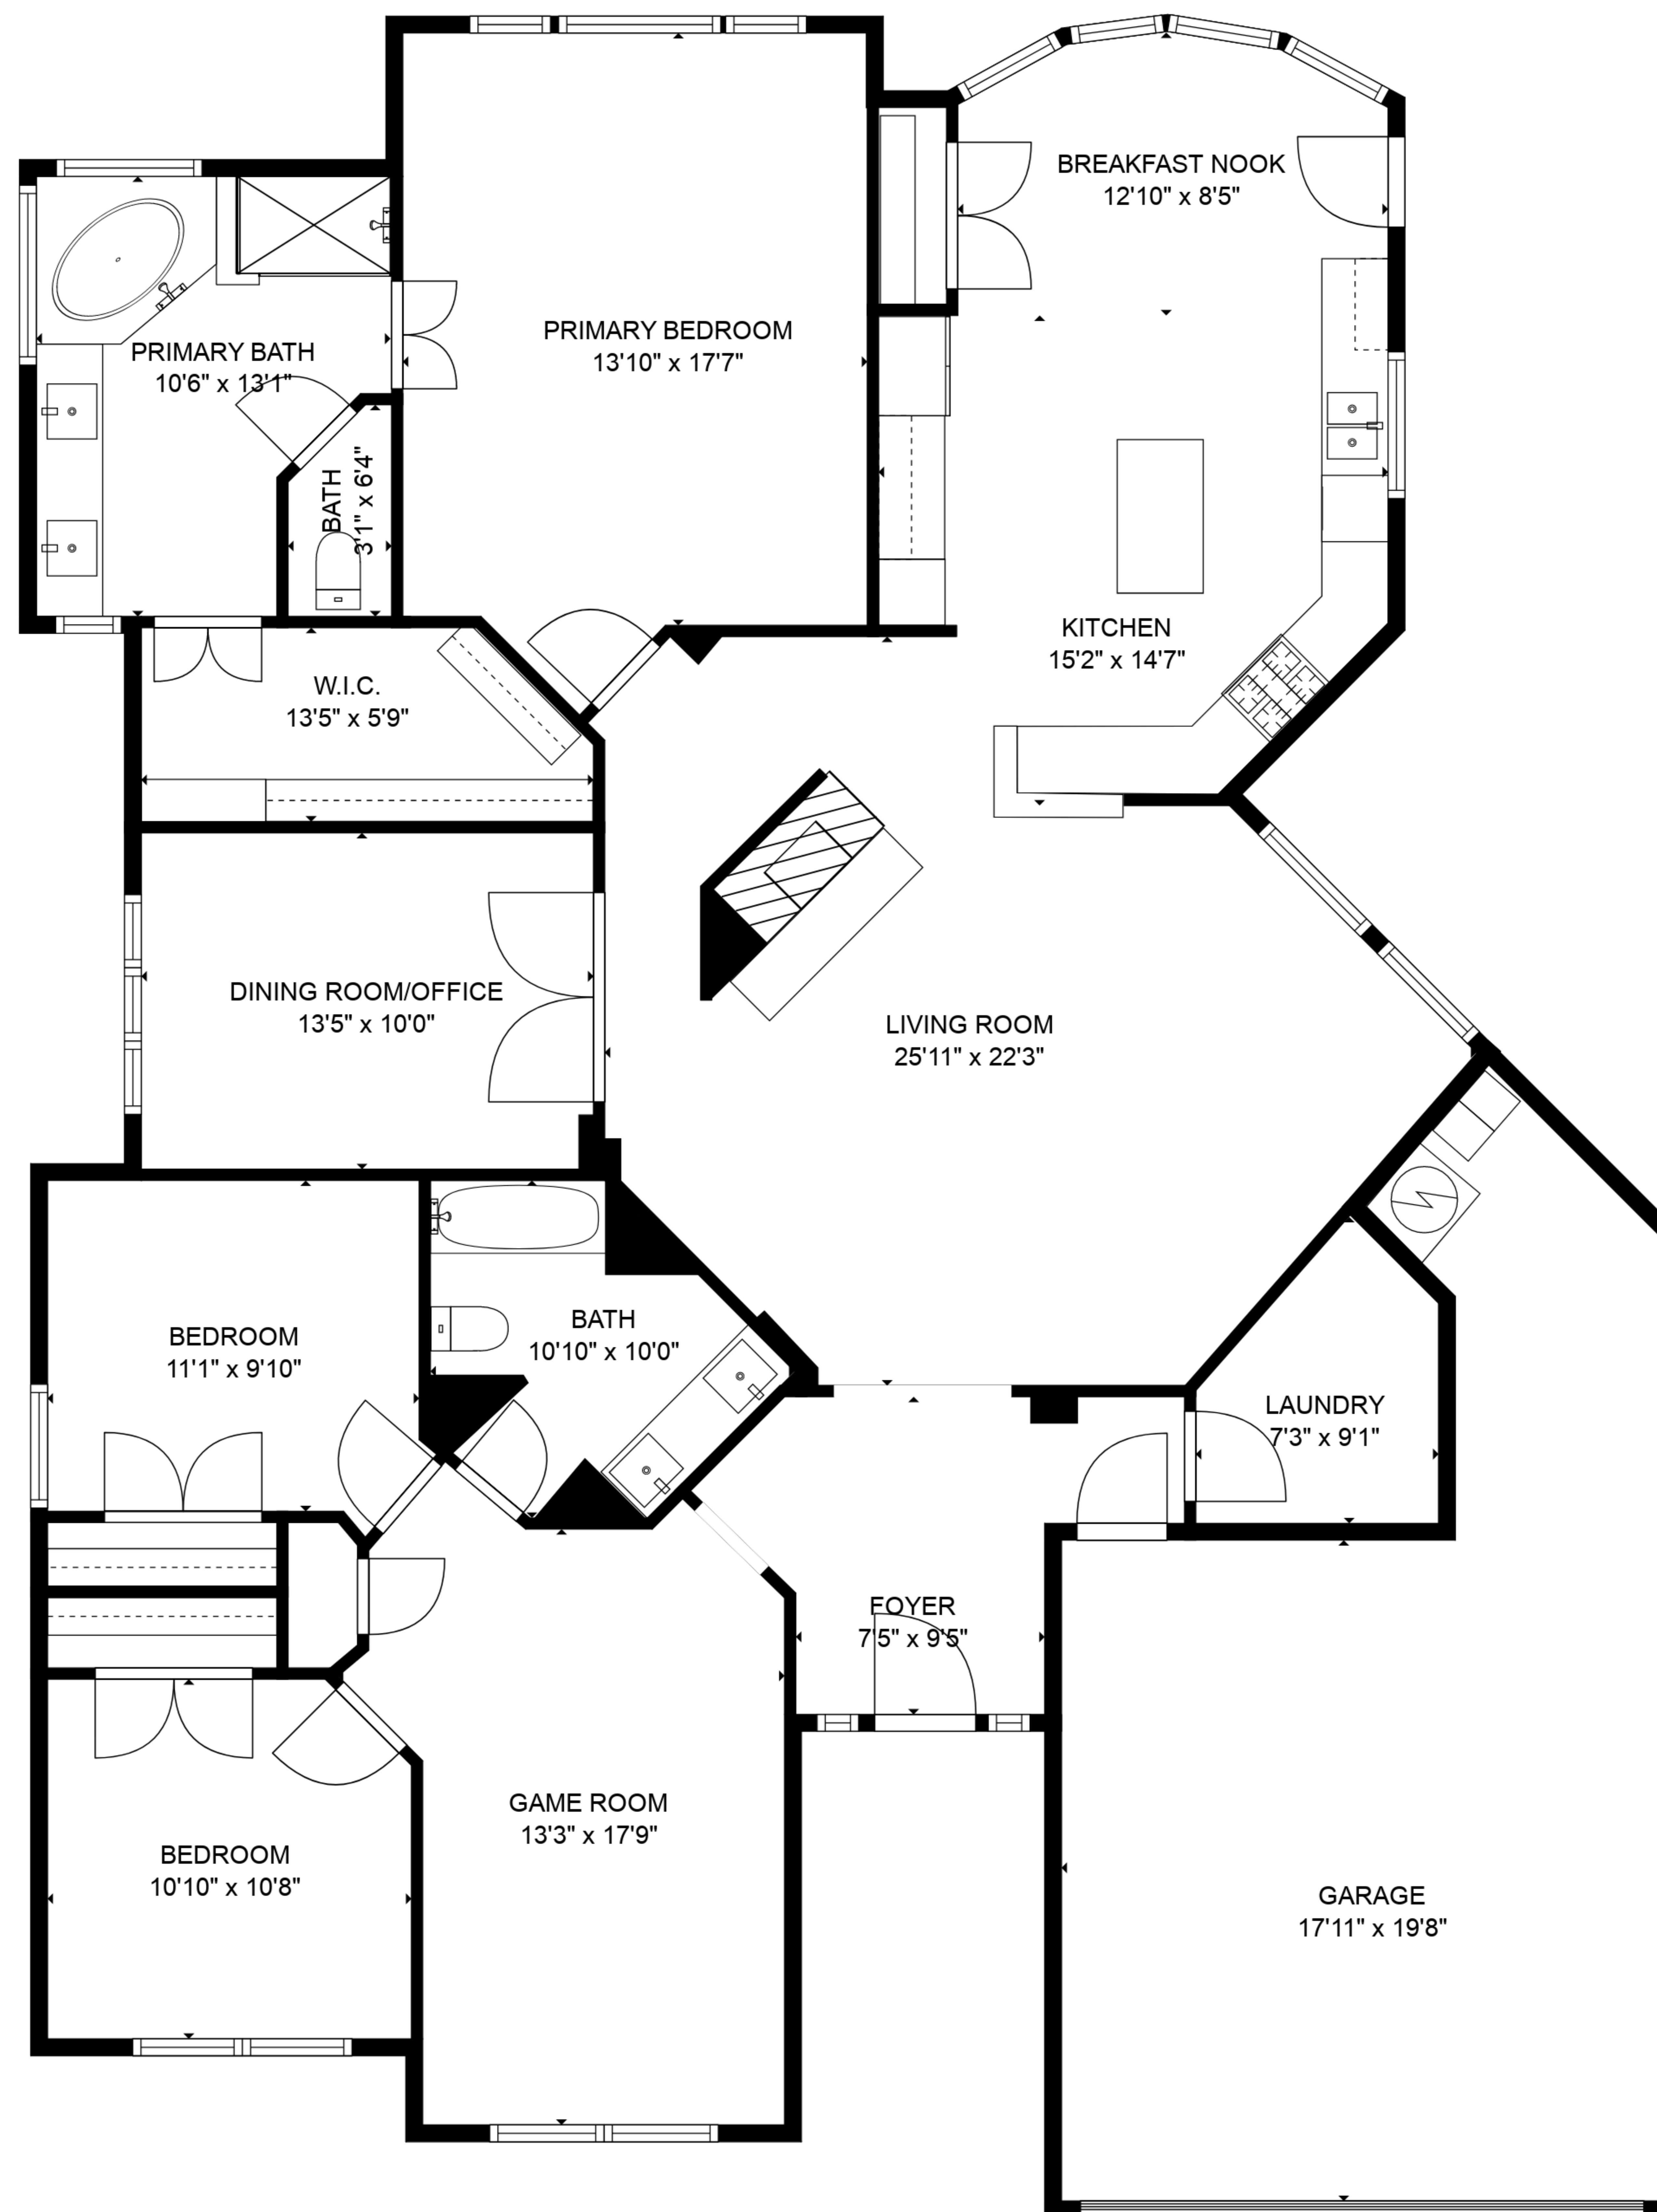 BREAKFAST NOOK
12'10" x 8'5"
PRIMARY BEDROOM
13'10" x 17'7"
PRIMARY BATH
10'6" x 13'1"
BATH
3'1" x 6'4"
KITCHEN
15'2" x 14'7"
W.I.C.
13'5" x 5'9"
DINING ROOM/OFFICE
13'5" x 10'0"
LIVING ROOM
25'11" x 22'3"
BEDROOM
11'1" x 9'10"
BATH
10'10" x 10'0"
LAUNDRY
7'3" x 9'1"
FOYER
7'5" x 9'5"
GAME ROOM
13'3" x 17'9"
BEDROOM
10'10" x 10'8"
GARAGE
17'11" x 19'8"